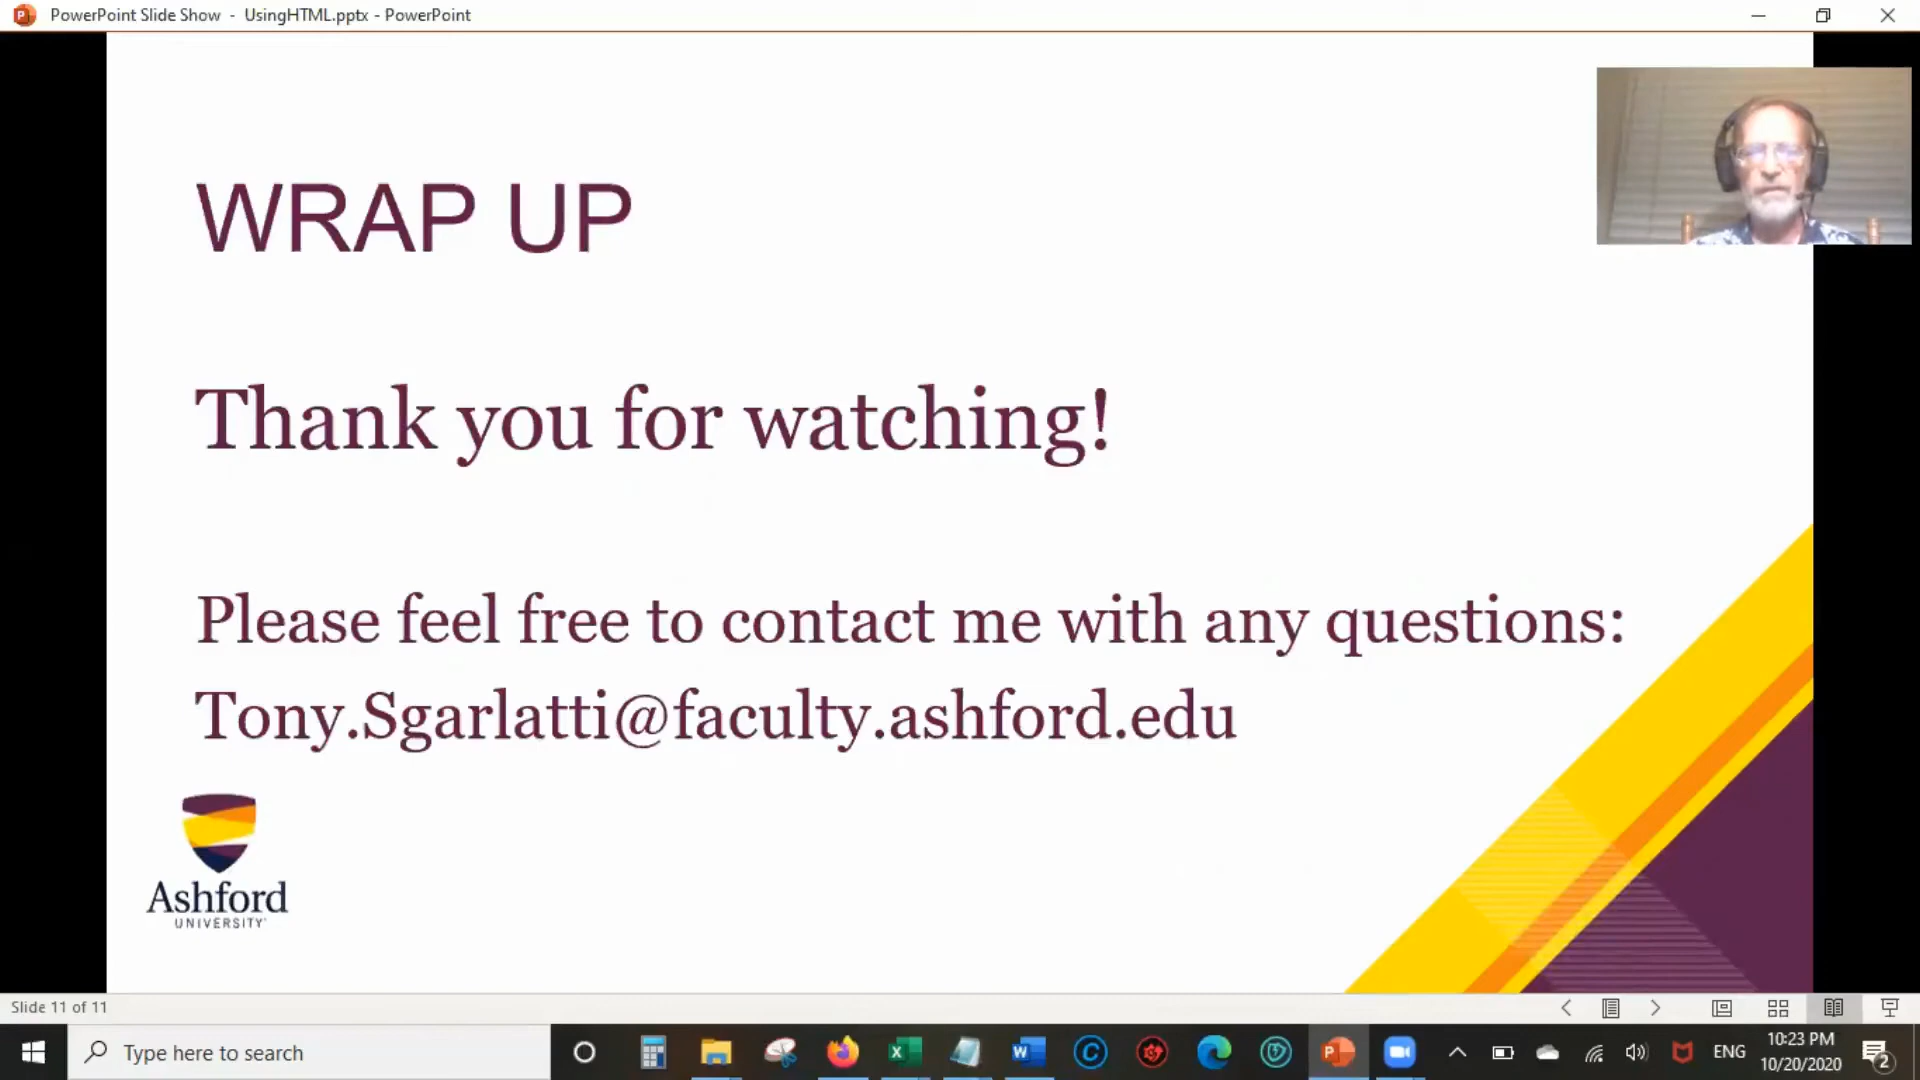 PowerPoint Slide Show - UsingHTML.pptx - PowerPoint
WRAP UP
Thank you for watching!
Please feel free to contact me with any questions:
Tony.Sgarlatti@faculty.ashford.edu
Ashford
UNIVERSITY
Slide 11 of 11
Type here to search
ENG
10:23 PM
10/20/2020
2